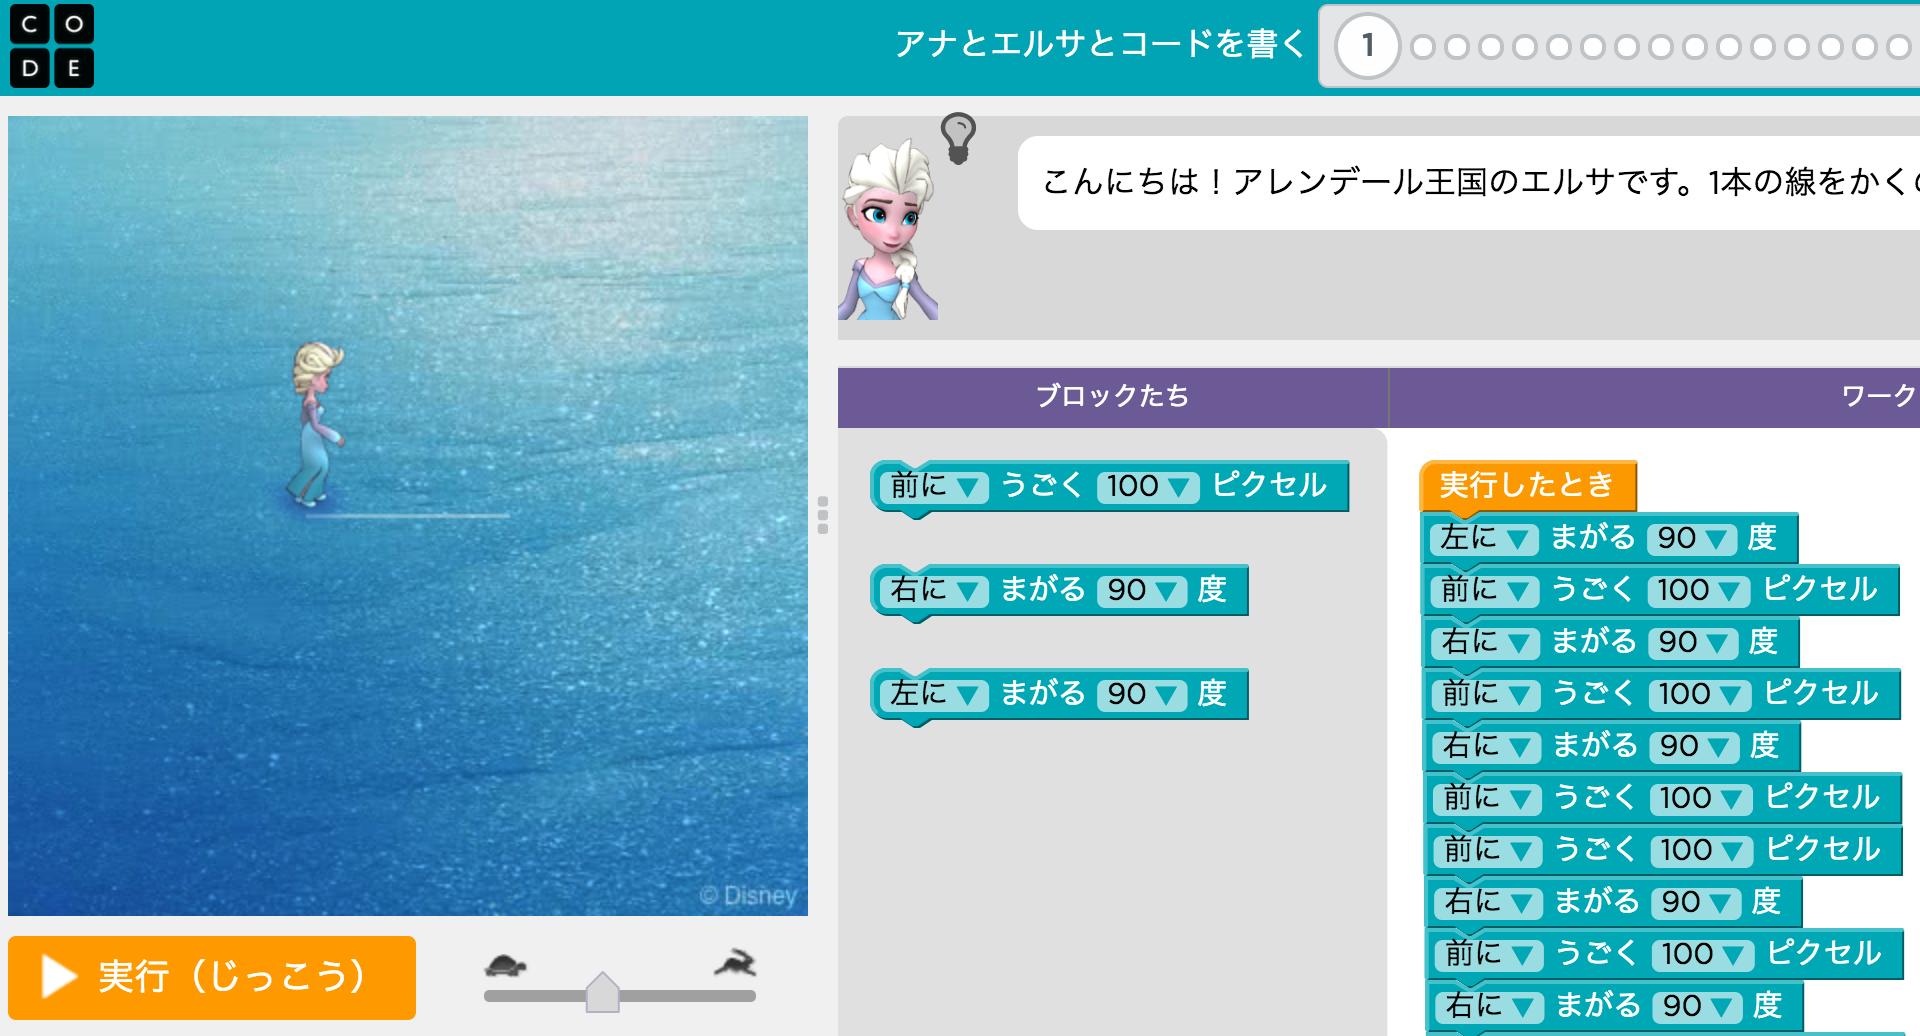 CODE
アナとエルサとコードを書く
1
こんにちは！アレンデール王国のエルサです。1本の線をかく
ブロックたち
ワーク
前に うごく 100 ピクセル
右に まがる 90 度
左に まがる 90 度
実行したとき
左に まがる 90 度
前に うごく 100 ピクセル
右に まがる 90 度
前に うごく 100 ピクセル
右に まがる 90 度
前に うごく 100 ピクセル
前に うごく 100 ピクセル
右に まがる 90 度
前に うごく 100 ピクセル
右に まがる 90 度
© Disney
実行（じっこう）